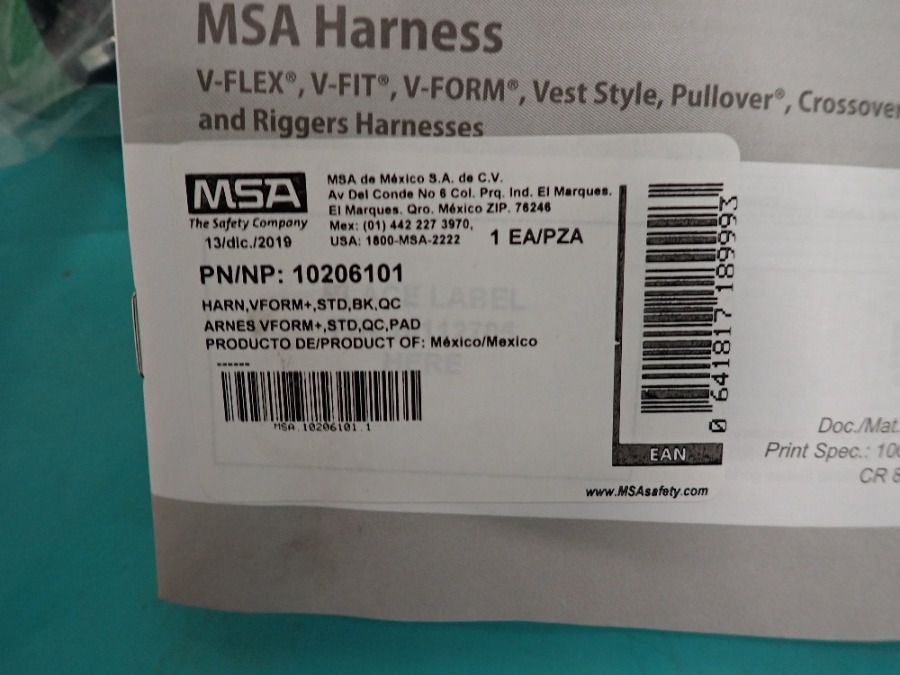 MSA Harness
V-FLEX®, V-FIT®, V-FORM®, Vest Style, Pullover®, Crossover
and Riggers Harnesses
MSA
The Safety Company
13/dic./2019
MSA de México S.A. de C.V.
Av Del Conde No 6 Col. Prq. Ind. El Marques.
El Marques. Qro. México ZIP. 76246
Mex: (01) 442 227 3970,
USA: 1800-MSA-2222
1 EA/PZA
PN/NP: 10206101
HARN,VFORM+,STD,BK,QC
ARNES VFORM+,STD,QC,PAD
PRODUCTO DE/PRODUCT OF: México/Mexico
------
MSA.10206101.1
LABEL
HERE
0 641817 189993
EAN
www.MSAsafety.com
Doc./Mat.
Print Spec.: 100
CR 8